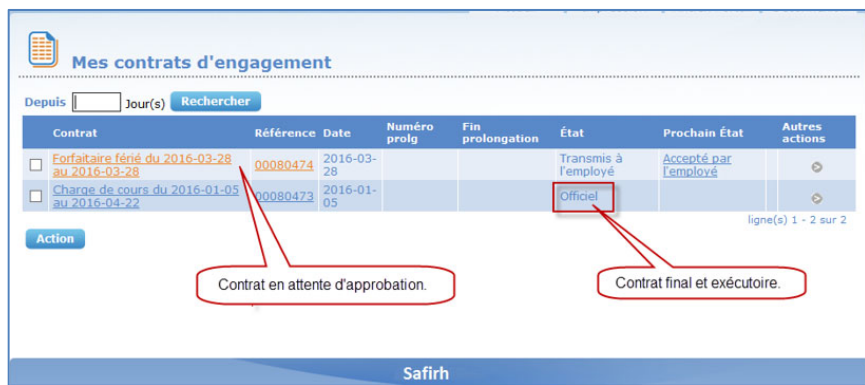 Mes contrats d'engagement
Depuis Jour(s) Rechercher
Contrat Référence Date Numéro prolg Fin prolongation État Prochain État Autres actions
Forfaitaire férié du 2016-03-28 au 2016-03-28 00080474 2016-03-28 Transmis à l'employé Accepté par l'employé
Charge de cours du 2016-01-05 au 2016-04-22 00080473 2016-01-05 Officiel
ligne(s) 1 - 2 sur 2
Action
Contrat en attente d'approbation.
Contrat final et exécutoire.
Safirh